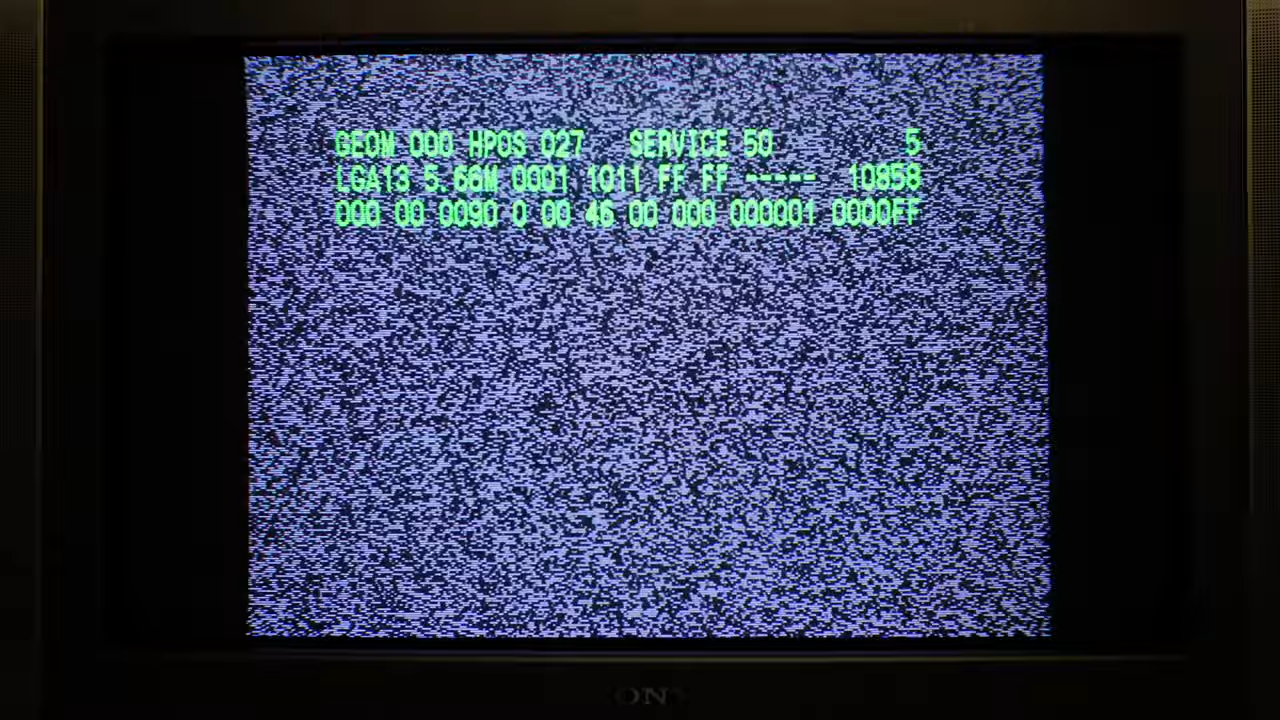 GEOM 000 HPOS 027 SERVICE 50 5
LGA13 5.66M 0001 1011 FF FF ----- 10858
000 00 0090 0 00 46 00 000 000001 0000FF